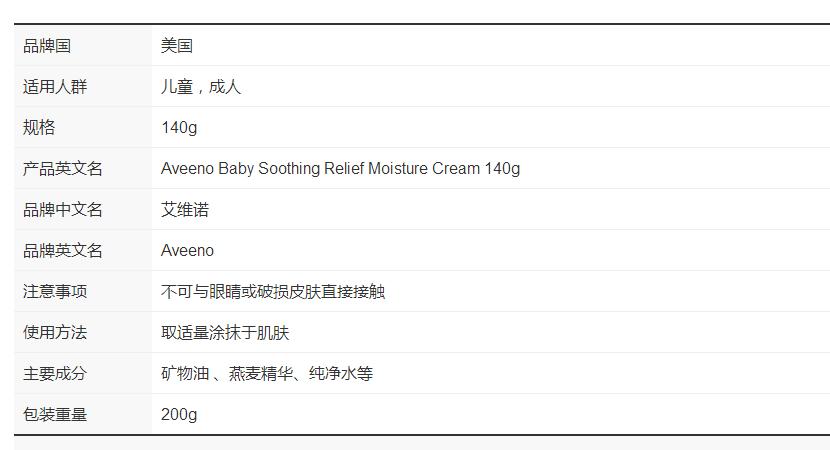 品牌国 美国
适用人群 儿童，成人
规格 140g
产品英文名 Aveeno Baby Soothing Relief Moisture Cream 140g
品牌中文名 艾维诺
品牌英文名 Aveeno
注意事项 不可与眼睛或破损皮肤直接接触
使用方法 取适量涂抹于肌肤
主要成分 矿物油 、燕麦精华、纯净水等
包装重量 200g